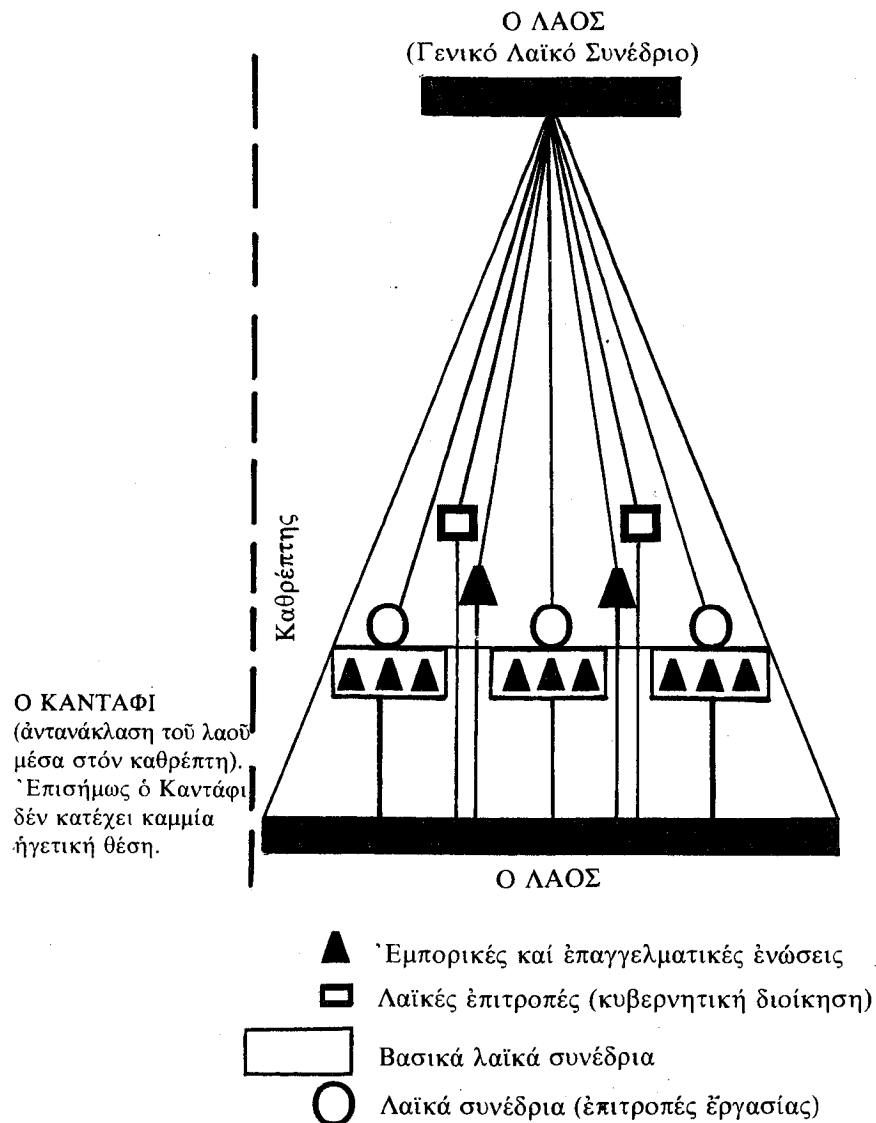 Ο ΛΑΟΣ
(Γενικό Λαϊκό Συνέδριο)
Καθρέπτης
Ο ΚΑΝΤΑΦΙ
(ἀντανάκλαση τοῦ λαοῦ
μέσα στόν καθρέπτη).
Ἐπισήμως ὁ Καντάφι
δέν κατέχει καμμία
ἡγετική θέση.
Ο ΛΑΟΣ
Ἐμπορικές καί ἐπαγγελματικές ἑνώσεις
Λαϊκές ἐπιτροπές (κυβερνητική διοίκηση)
Βασικά λαϊκά συνέδρια
Λαϊκά συνέδρια (ἐπιτροπές ἔργασίας)